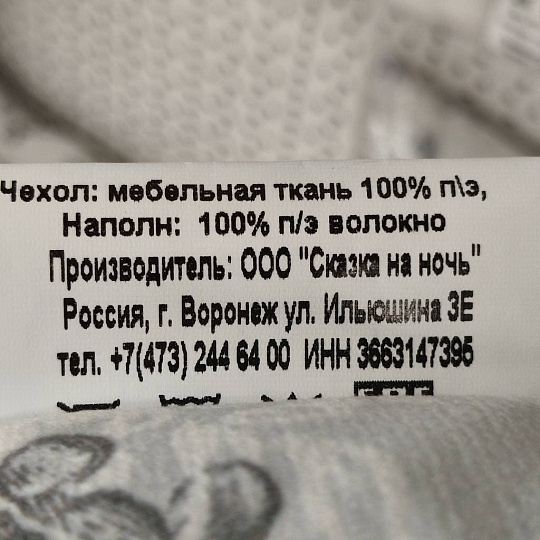 Чехол: мебельная ткань 100% п\э,
Наполн: 100% п/э волокно
Производитель: ООО "Сказка на ночь"
Россия, г. Воронеж ул. Ильюшина 3Е
тел. +7(473) 244 64 00 ИНН 3663147395